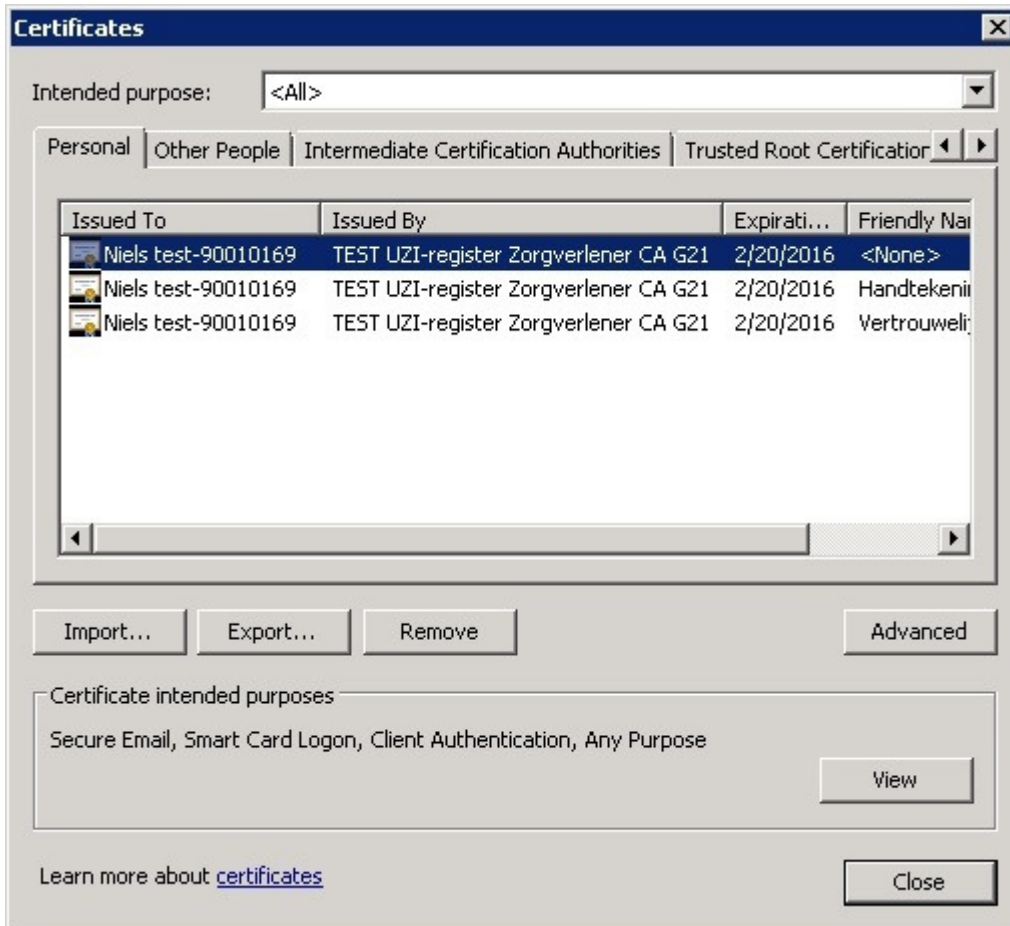 Certificates
Intended purpose: <All>
Personal Other People Intermediate Certification Authorities Trusted Root Certification
Issued To Issued By Expirati... Friendly Nar
Niels test-90010169 TEST UZI-register Zorgverlener CA G21 2/20/2016 <None>
Niels test-90010169 TEST UZI-register Zorgverlener CA G21 2/20/2016 Handtekenin
Niels test-90010169 TEST UZI-register Zorgverlener CA G21 2/20/2016 Vertrouwelij
Import... Export... Remove Advanced
Certificate intended purposes
Secure Email, Smart Card Logon, Client Authentication, Any Purpose
View
Learn more about certificates
Close